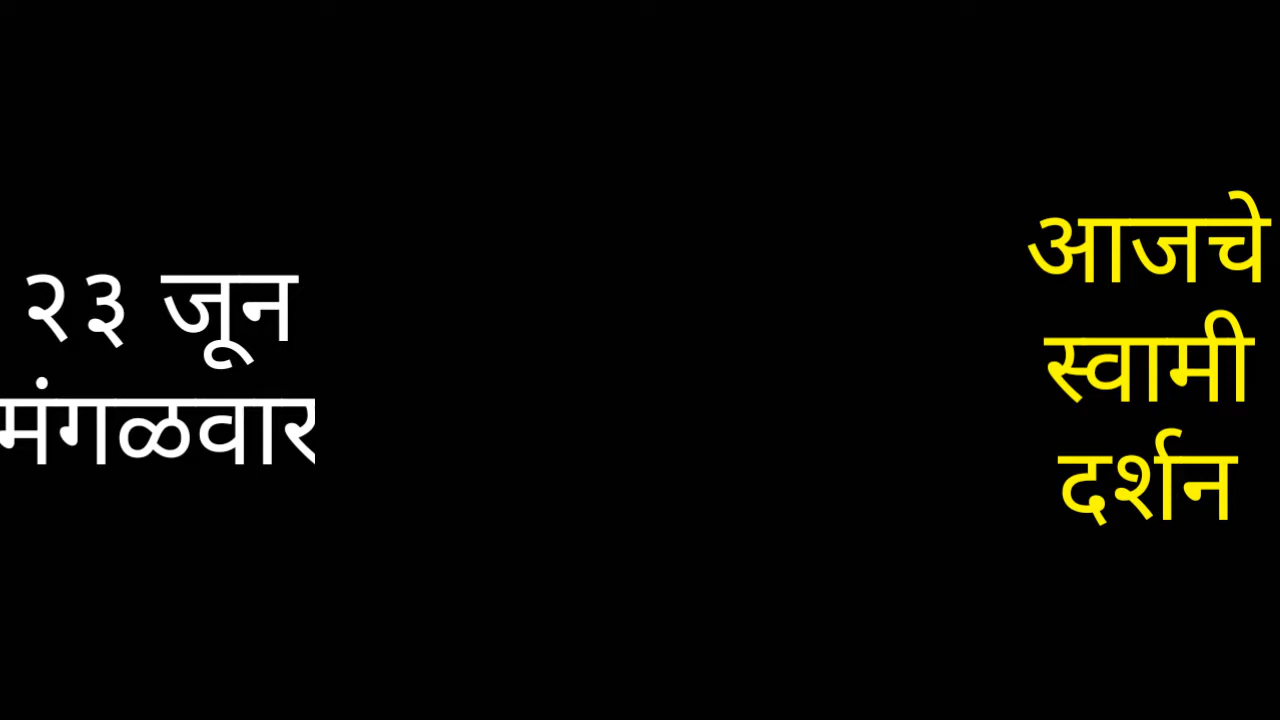 २३ जून
मंगळवार
आजचे
स्वामी
दर्शन